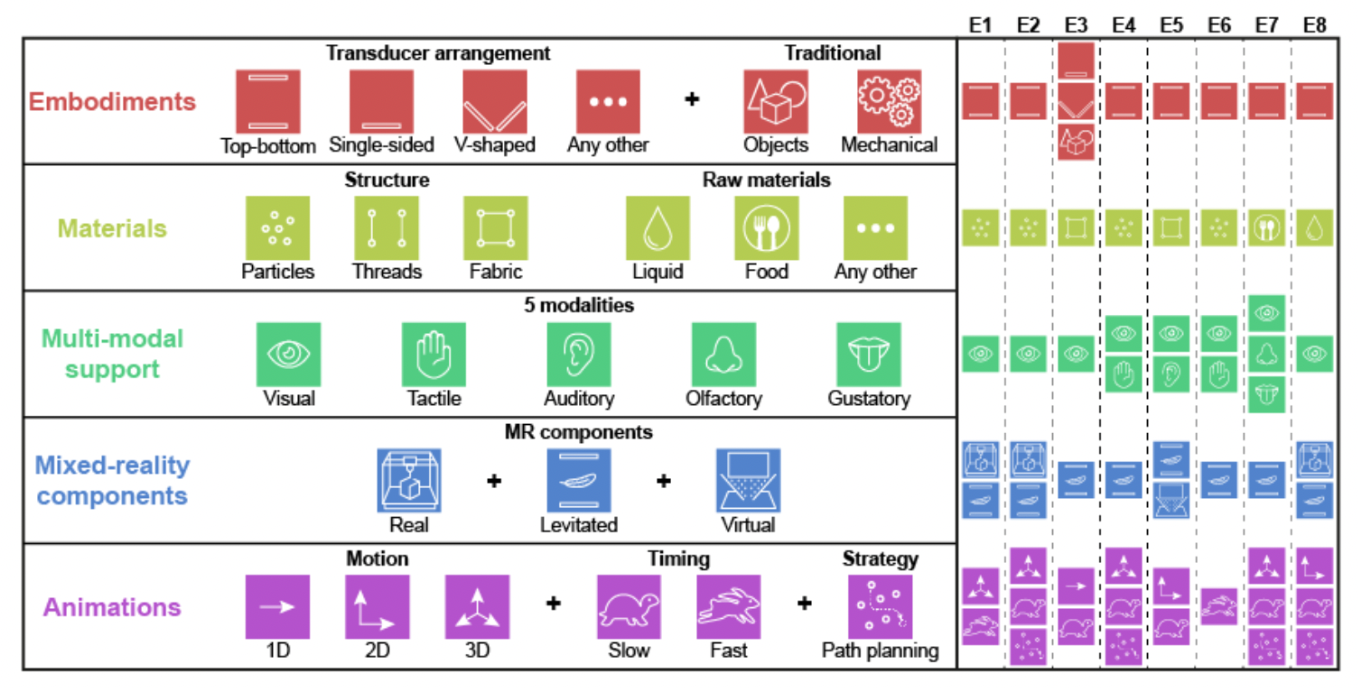 E1 E2 E3 E4 E5 E6 E7 E8
Transducer arrangement Traditional
Embodiments
Top-bottom Single-sided V-shaped Any other + Objects Mechanical
Structure Raw materials
Materials
Particles Threads Fabric Liquid Food Any other
5 modalities
Multi-modal
support
Visual Tactile Auditory Olfactory Gustatory
MR components
Mixed-reality
components
Real + Levitated + Virtual
Motion Timing Strategy
Animations
1D 2D 3D + Slow Fast + Path planning